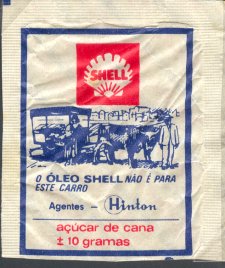 SHELL
O ÓLEO SHELL NÃO É PARA
ESTE CARRO
Agentes – Hinton
açúcar de cana
± 10 gramas